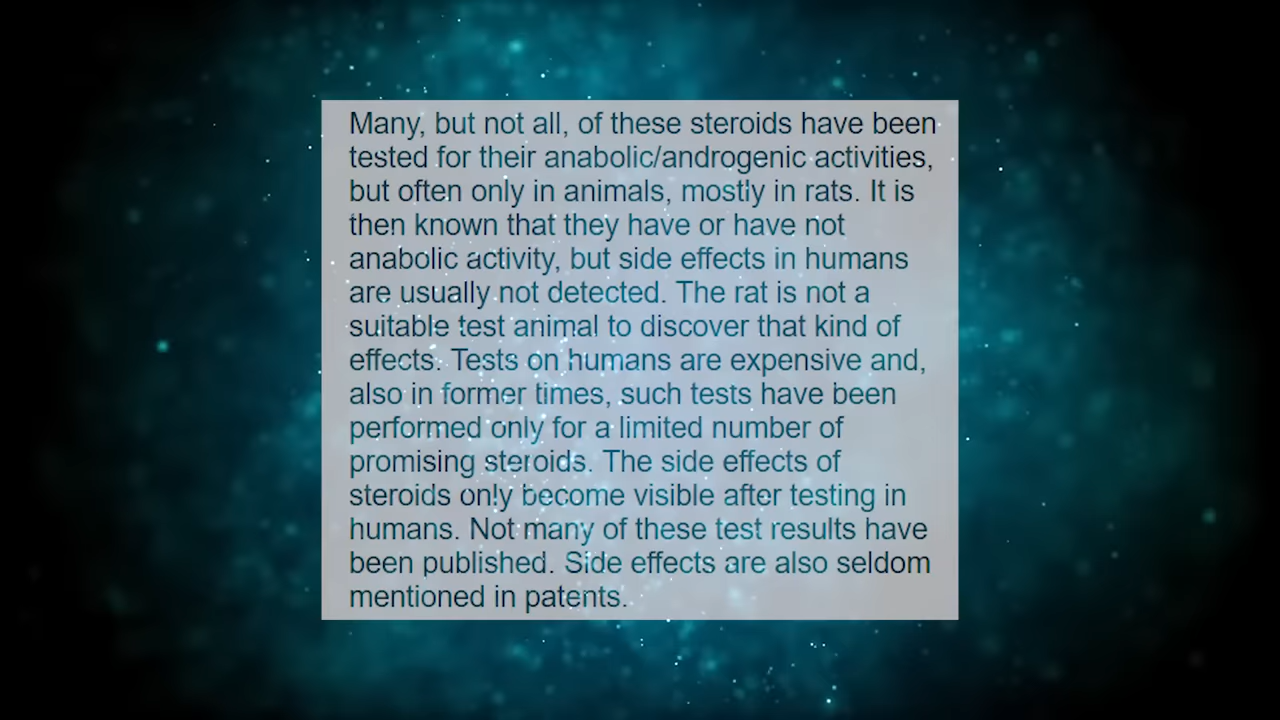 Many, but not all, of these steroids have been
tested for their anabolic/androgenic activities,
but often only in animals, mostly in rats. It is
then known that they have or have not
anabolic activity, but side effects in humans
are usually not detected. The rat is not a
suitable test animal to discover that kind of
effects. Tests on humans are expensive and,
also in former times, such tests have been
performed only for a limited number of
promising steroids. The side effects of
steroids only become visible after testing in
humans. Not many of these test results have
been published. Side effects are also seldom
mentioned in patents.